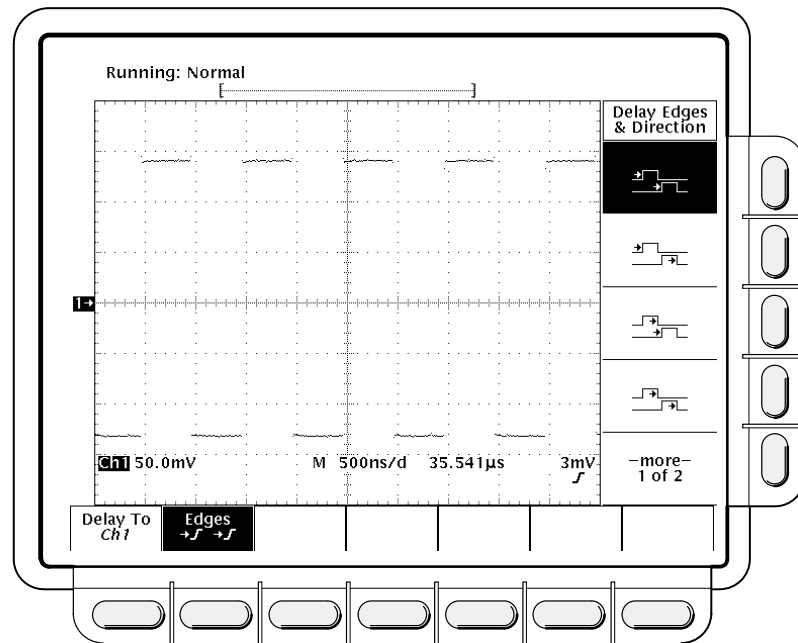 Running: Normal
Delay Edges
& Direction
1
Ch1 50.0mV M 500ns/d 35.541µs 3mV
–more–
1 of 2
Delay To
Ch1
Edges